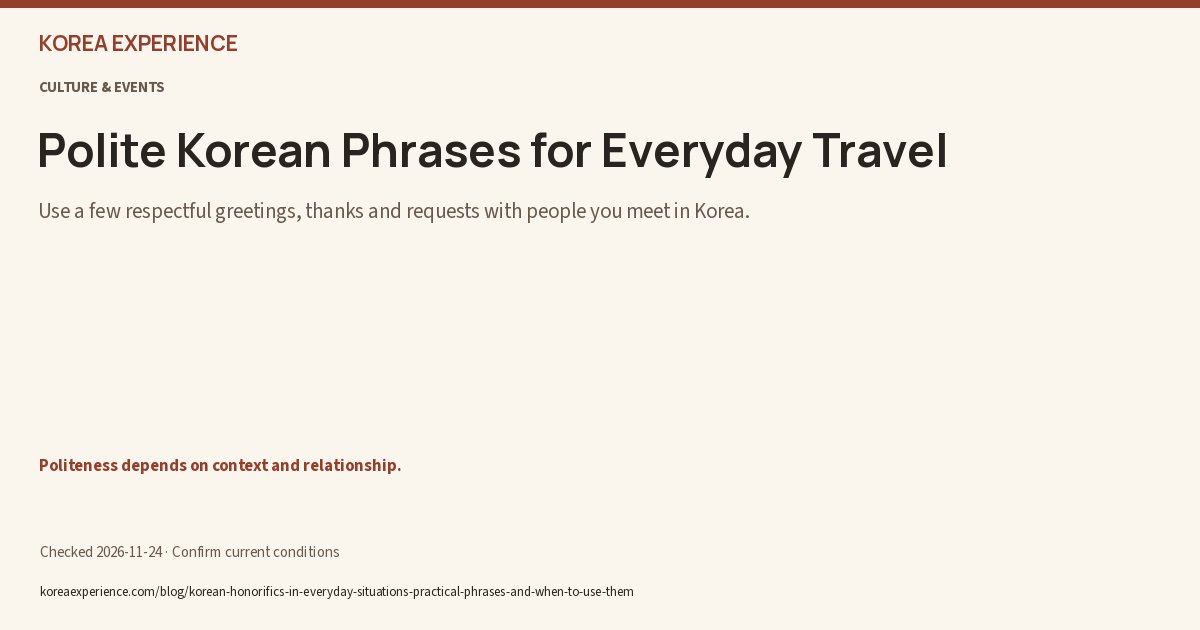 KOREA EXPERIENCE
CULTURE & EVENTS
Polite Korean Phrases for Everyday Travel
Use a few respectful greetings, thanks and requests with people you meet in Korea.
Politeness depends on context and relationship.
Checked 2026-11-24 · Confirm current conditions
koreaexperience.com/blog/korean-honorifics-in-everyday-situations-practical-phrases-and-when-to-use-them